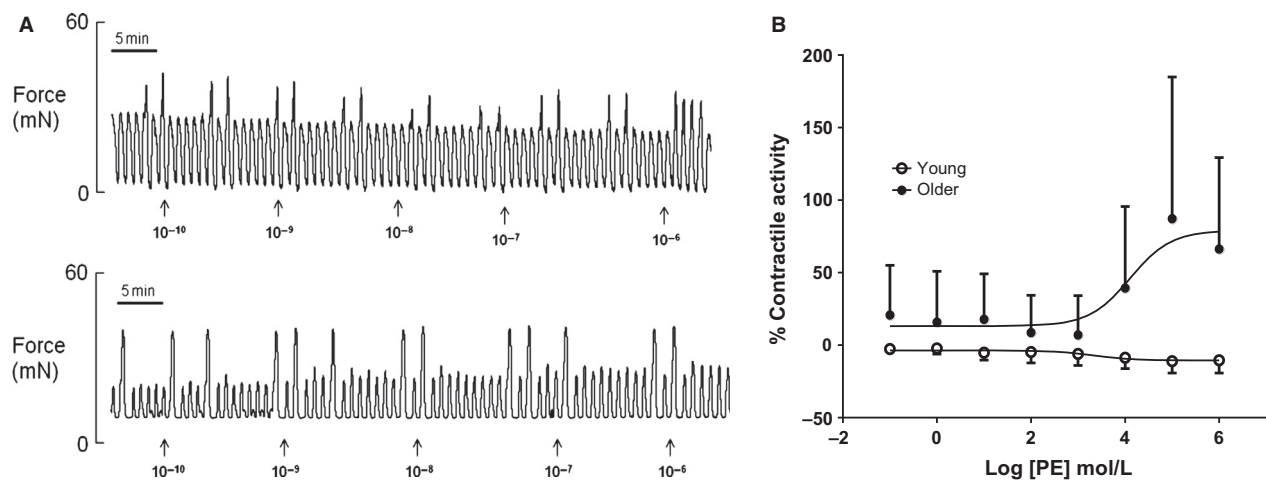 A
60
5 min
Force
(mN)
0
10⁻¹⁰
10⁻⁹
10⁻⁸
10⁻⁷
10⁻⁶
60
5 min
Force
(mN)
0
10⁻¹⁰
10⁻⁹
10⁻⁸
10⁻⁷
10⁻⁶
B
200
150
100
50
0
–50
% Contractile activity
Young
Older
–2
0
2
4
6
Log [PE] mol/L